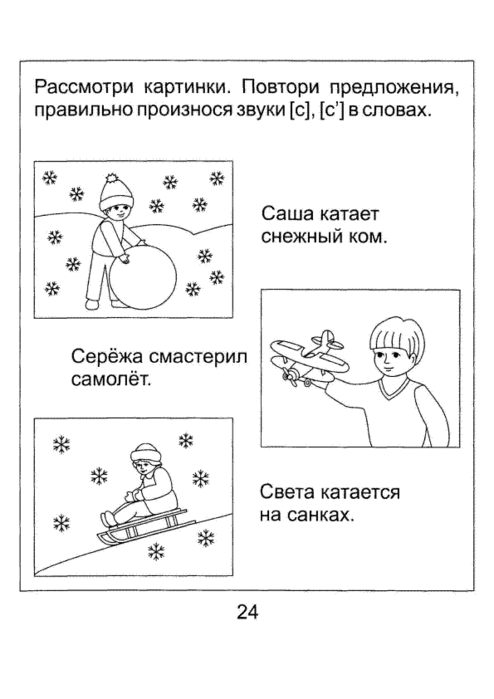 Рассмотри картинки. Повтори предложения,
правильно произнося звуки [с], [с’] в словах.
Саша катает
снежный ком.
Серёжа смастерил
самолёт.
Света катается
на санках.
24